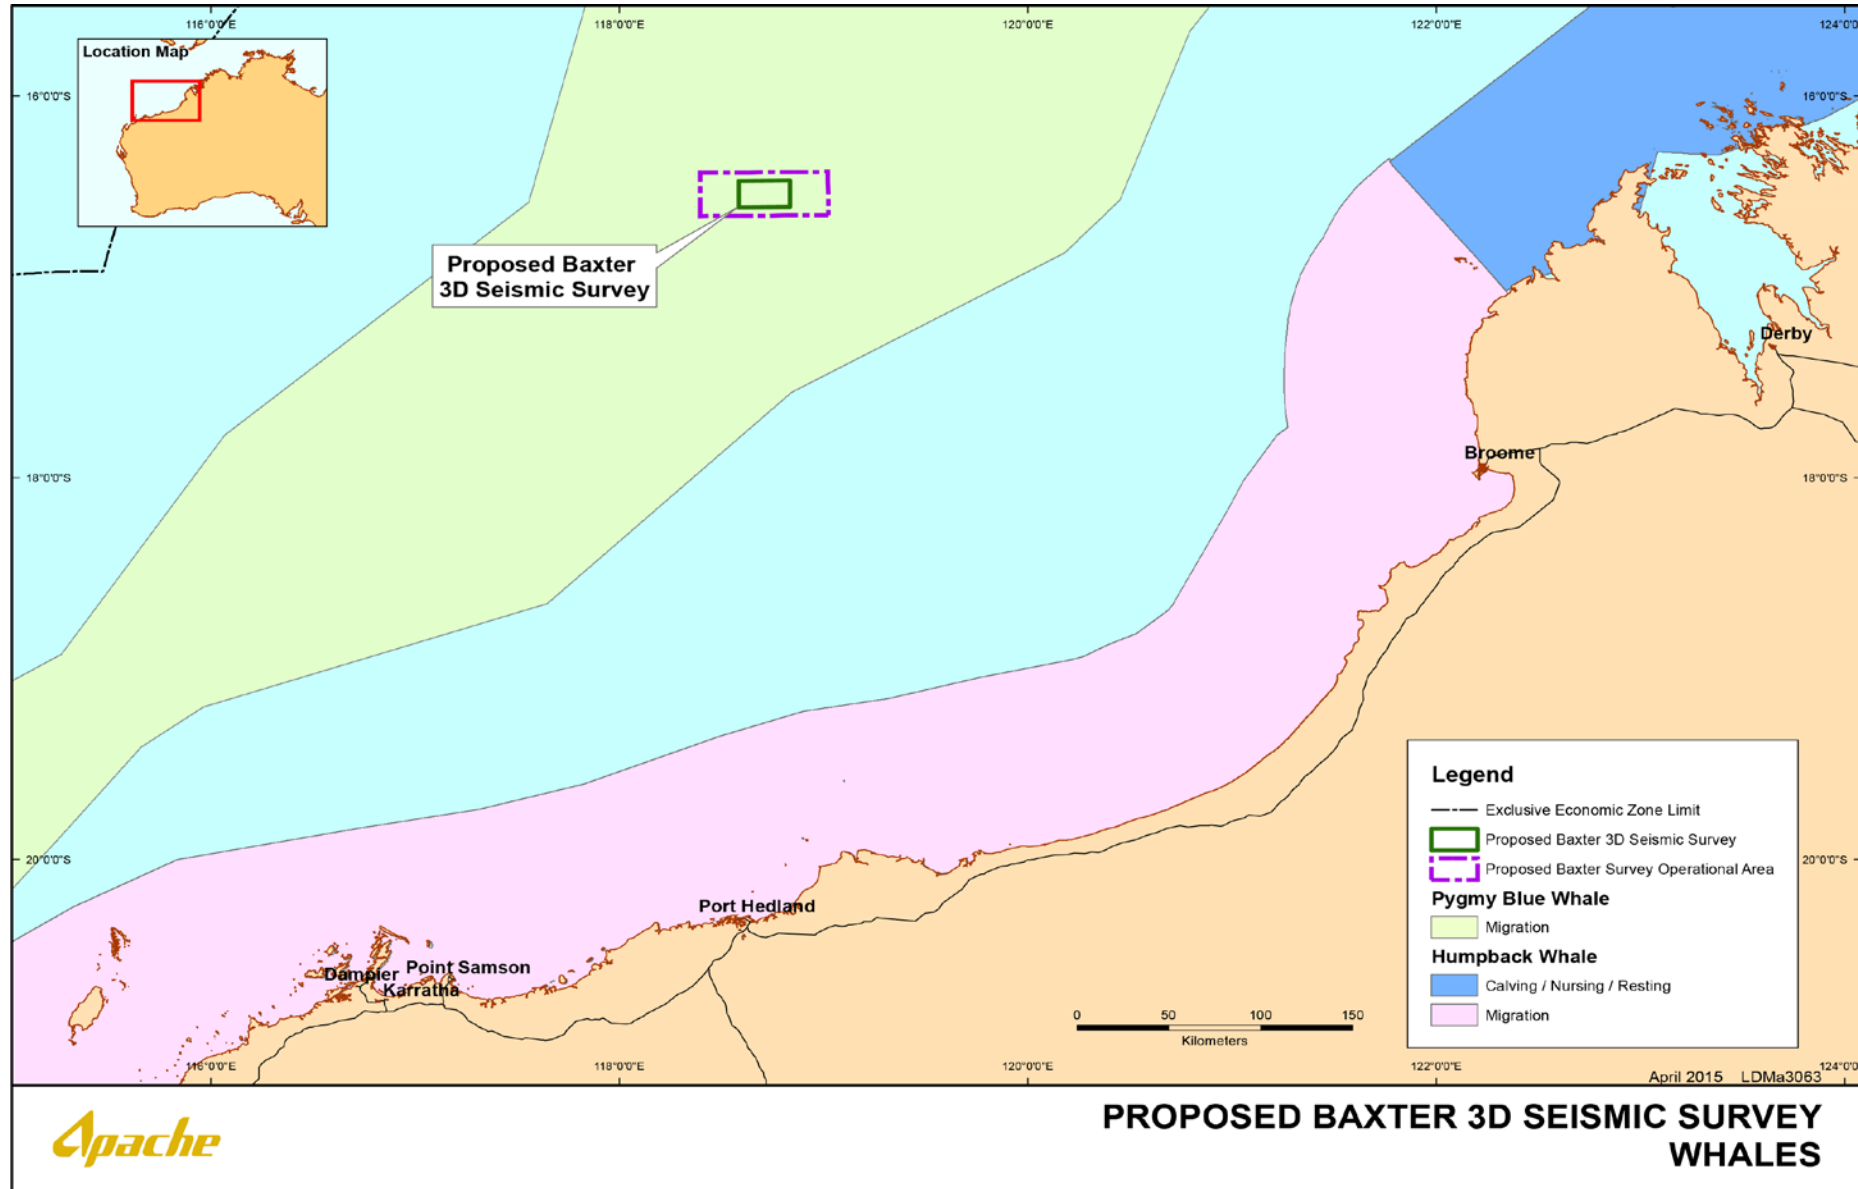 116°0'0"E
118°0'0"E
120°0'0"E
122°0'0"E
124°0'0"E
Location Map
16°0'0"S
16°0'0"S
Proposed Baxter
3D Seismic Survey
Derby
Broome
18°0'0"S
18°0'0"S
Legend
Exclusive Economic Zone Limit
Proposed Baxter 3D Seismic Survey
Proposed Baxter Survey Operational Area
Pygmy Blue Whale
Migration
Humpback Whale
Calving / Nursing / Resting
Migration
20°0'0"S
20°0'0"S
Port Hedland
Point Samson
Dampier
Karratha
0 50 100 150
Kilometers
116°0'0"E
118°0'0"E
120°0'0"E
122°0'0"E
124°0'0"E
April 2015 LDMa3063
Apache
PROPOSED BAXTER 3D SEISMIC SURVEY
WHALES